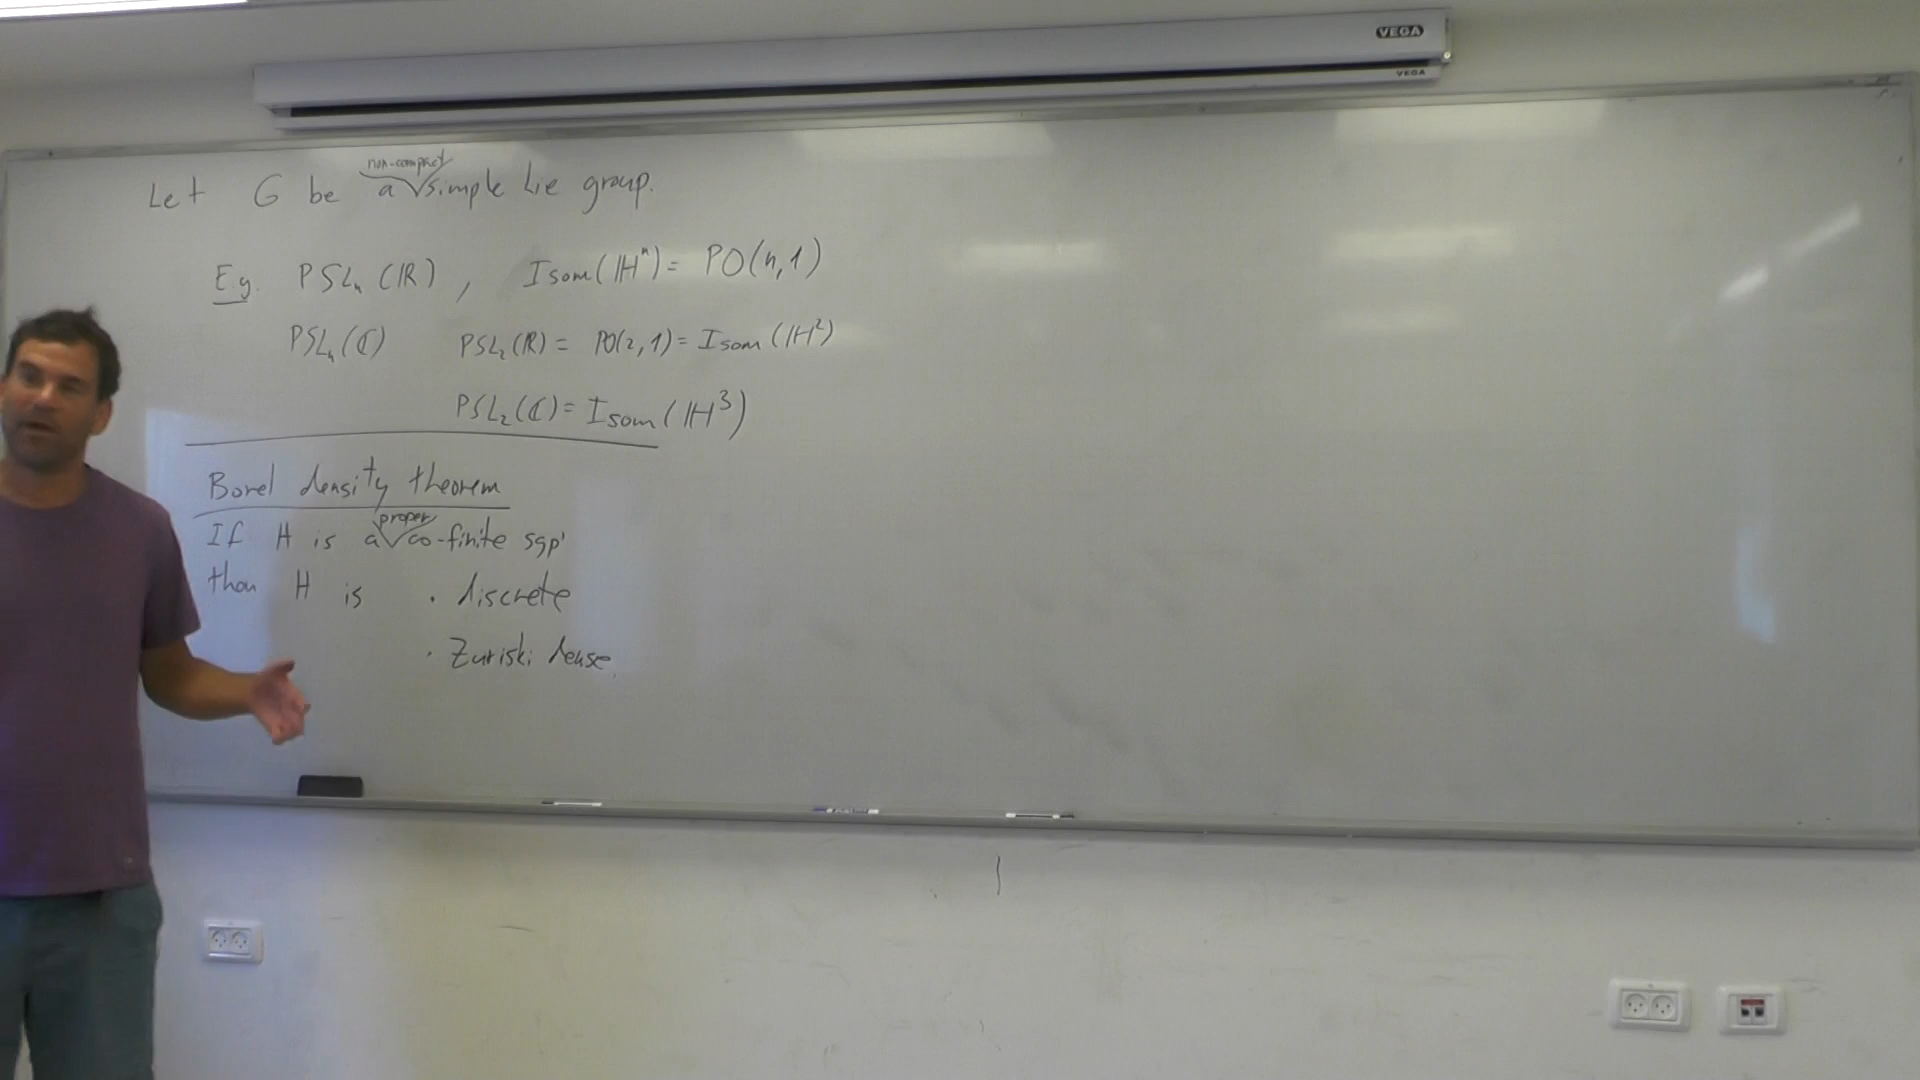 VEGA
VEGA
non-compact
Let G be a simple Lie group.
E.g. PSLₙ(ℝ), Isom(ℍⁿ) = PO(n,1)
PSLₙ(ℂ) PSL₂(ℝ) = PO(2,1) = Isom(ℍ²)
PSL₂(ℂ) = Isom(ℍ³)
Borel density theorem
proper
If H is a co-finite sgp
than H is · discrete
· Zariski dense.